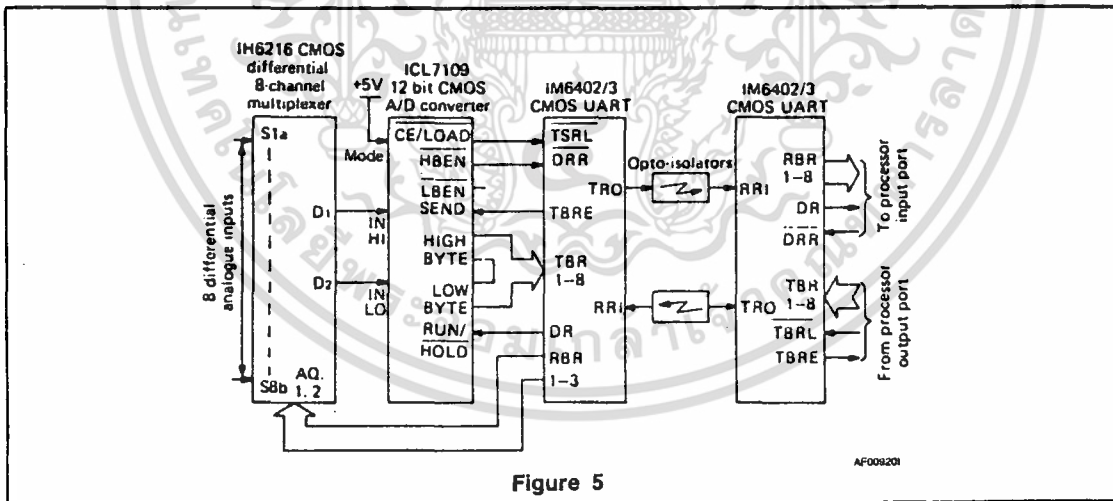 IH6216 CMOS
differential
8-channel
multiplexer
S1a
S8b
AQ.
1, 2
D1
D2
8 differential
analogue inputs
+5V
Mode
ICL7109
12 bit CMOS
A/D converter
CE/LOAD
HBEN
LBEN
SEND
IN
HI
HIGH
BYTE
LOW
BYTE
IN
LO
RUN/
HOLD
IM6402/3
CMOS UART
TSRL
DRR
TRO
TBRE
TBR
1-8
RRI
DR
RBR
1-3
Opto-isolators
IM6402/3
CMOS UART
RBR
1-8
RRI
DR
DRR
TBR
1-8
TRO
TBRL
TBRE
To processor
input port
From processor
output port
AF00920I
Figure 5